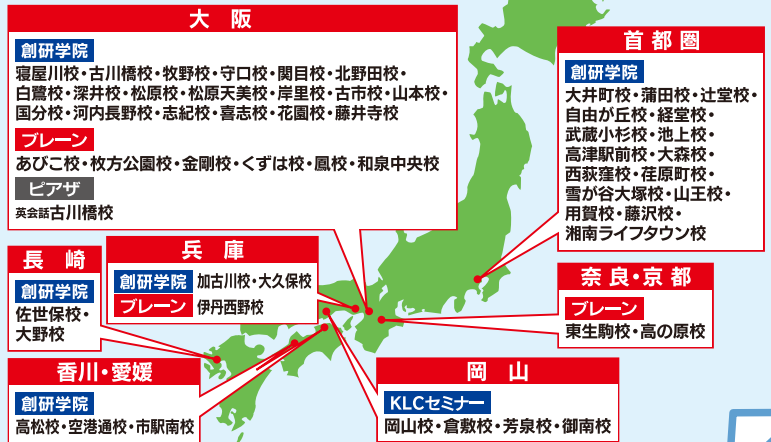 大阪
創研学院
寝屋川校・古川橋校・牧野校・守口校・関目校・北野田校・
白鷺校・深井校・松原校・松原天美校・岸里校・古市校・山本校・
国分校・河内長野校・志紀校・喜志校・花園校・藤井寺校
ブレーン
あびこ校・枚方公園校・金剛校・くずは校・鳳校・和泉中央校
ピアザ
英会話古川橋校
首都圏
創研学院
大井町校・蒲田校・辻堂校・
自由が丘校・経堂校・
武蔵小杉校・池上校・
高津駅前校・大森校・
西荻窪校・荏原町校・
雪が谷大塚校・山王校・
用賀校・藤沢校・
湘南ライフタウン校
長崎
創研学院
佐世保校・
大野校
兵庫
創研学院 加古川校・大久保校
ブレーン 伊丹西野校
奈良・京都
ブレーン
東生駒校・高の原校
香川・愛媛
創研学院
高松校・空港通校・市駅南校
岡山
KLCセミナー
岡山校・倉敷校・芳泉校・御南校